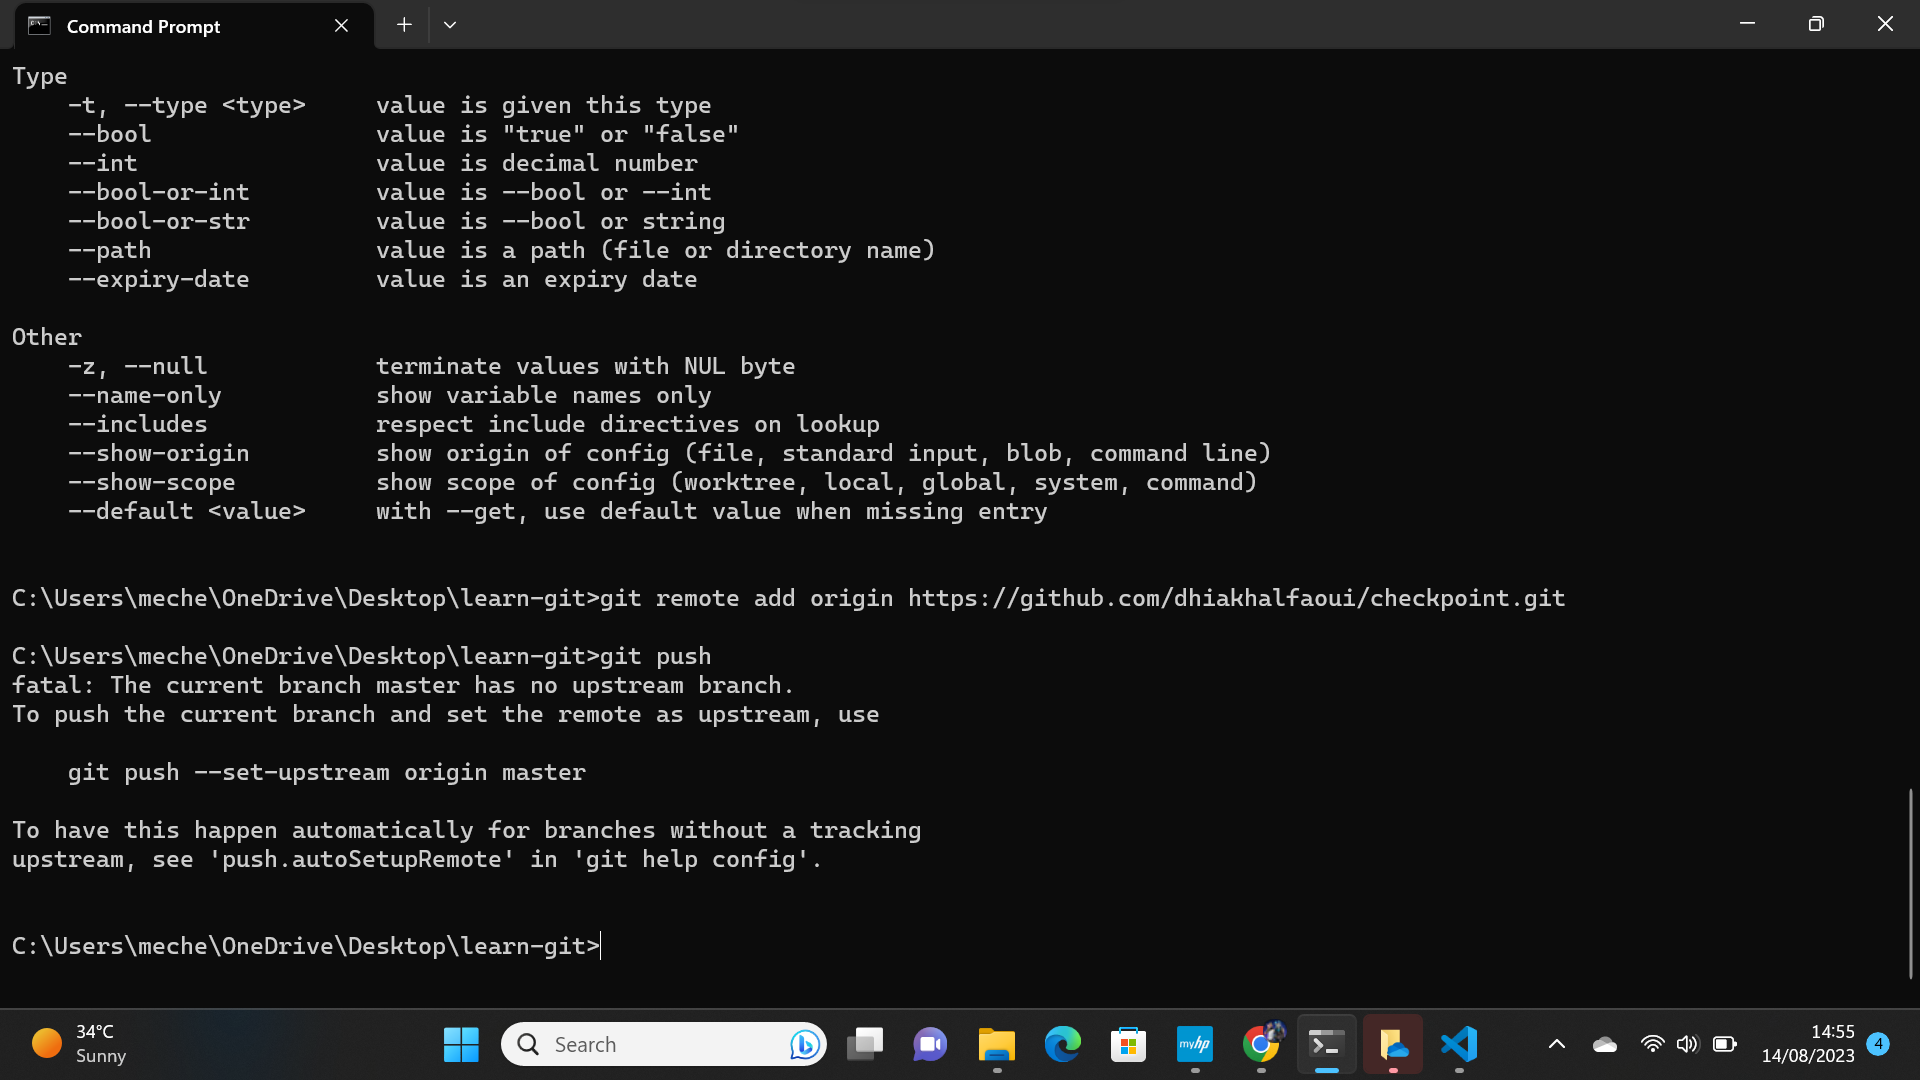 Command Prompt
Type
    -t, --type <type>     value is given this type
    --bool                value is "true" or "false"
    --int                 value is decimal number
    --bool-or-int         value is --bool or --int
    --bool-or-str         value is --bool or string
    --path                value is a path (file or directory name)
    --expiry-date         value is an expiry date
Other
    -z, --null            terminate values with NUL byte
    --name-only           show variable names only
    --includes            respect include directives on lookup
    --show-origin         show origin of config (file, standard input, blob, command line)
    --show-scope          show scope of config (worktree, local, global, system, command)
    --default <value>     with --get, use default value when missing entry
C:\Users\meche\OneDrive\Desktop\learn-git>git remote add origin https://github.com/dhiakhalfaoui/checkpoint.git
C:\Users\meche\OneDrive\Desktop\learn-git>git push
fatal: The current branch master has no upstream branch.
To push the current branch and set the remote as upstream, use
    git push --set-upstream origin master
To have this happen automatically for branches without a tracking
upstream, see 'push.autoSetupRemote' in 'git help config'.
C:\Users\meche\OneDrive\Desktop\learn-git>
34°C
Sunny
Search
myhp
14:55
14/08/2023
4